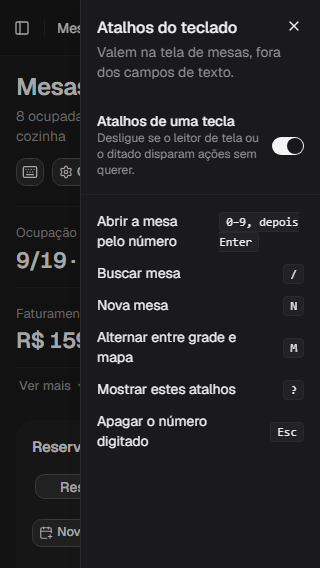 Mesas
Atalhos do teclado
Valem na tela de mesas, fora
dos campos de texto.
Atalhos de uma tecla
Desligue se o leitor de tela ou
o ditado disparam ações sem
querer.
Abrir a mesa
pelo número
0–9, depois
Enter
Buscar mesa
/
Nova mesa
N
Alternar entre grade e
mapa
M
Mostrar estes atalhos
?
Apagar o número
digitado
Esc
8 ocupada
cozinha
Ocupação
9/19 ·
Faturamen
R$ 159
Ver mais
Reserv
Res
Nov